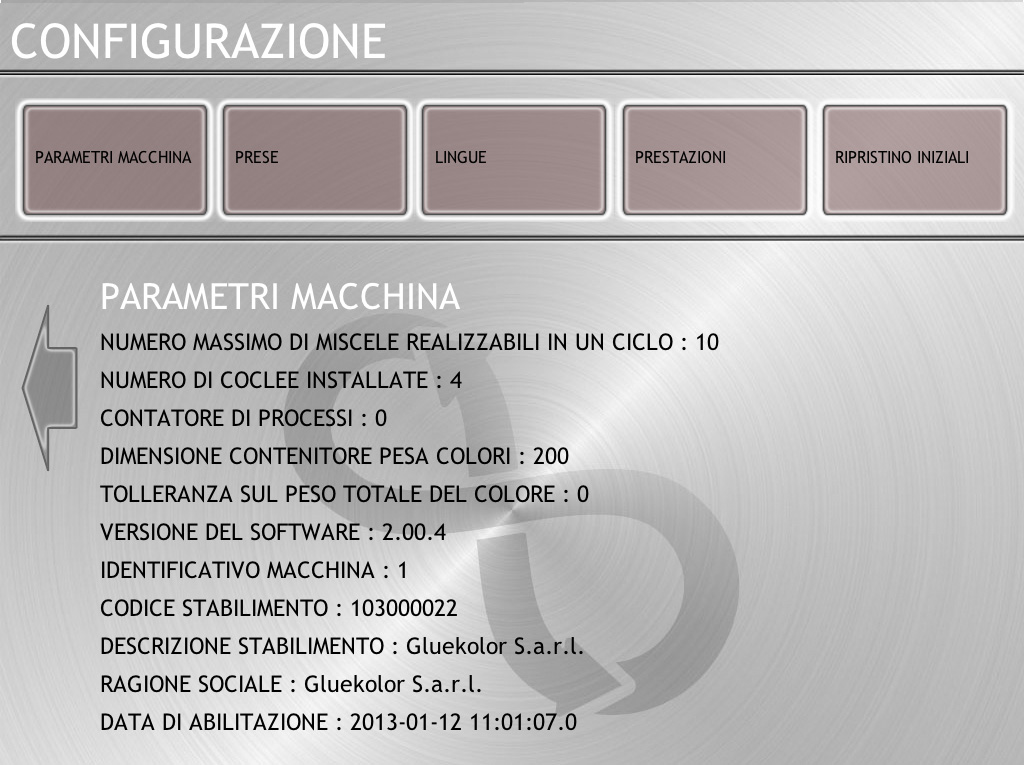 CONFIGURAZIONE
PARAMETRI MACCHINA
PRESE
LINGUE
PRESTAZIONI
RIPRISTINO INIZIALI
PARAMETRI MACCHINA
NUMERO MASSIMO DI MISCELE REALIZZABILI IN UN CICLO : 10
NUMERO DI COCLEE INSTALLATE : 4
CONTATORE DI PROCESSI : 0
DIMENSIONE CONTENITORE PESA COLORI : 200
TOLLERANZA SUL PESO TOTALE DEL COLORE : 0
VERSIONE DEL SOFTWARE : 2.00.4
IDENTIFICATIVO MACCHINA : 1
CODICE STABILIMENTO : 103000022
DESCRIZIONE STABILIMENTO : Gluekolor S.a.r.l.
RAGIONE SOCIALE : Gluekolor S.a.r.l.
DATA DI ABILITAZIONE : 2013-01-12 11:01:07.0